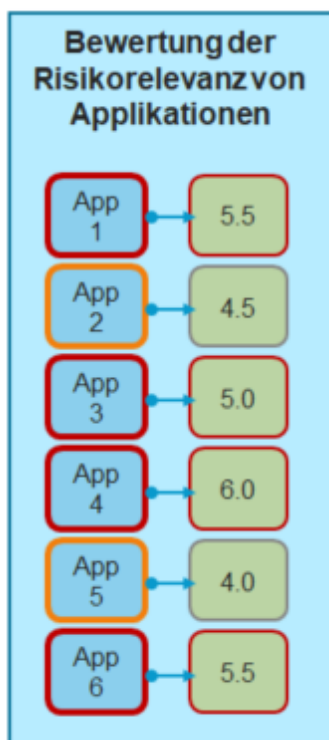 Bewertung der
Risikorelevanz von
Applikationen
App
1
5.5
App
2
4.5
App
3
5.0
App
4
6.0
App
5
4.0
App
6
5.5